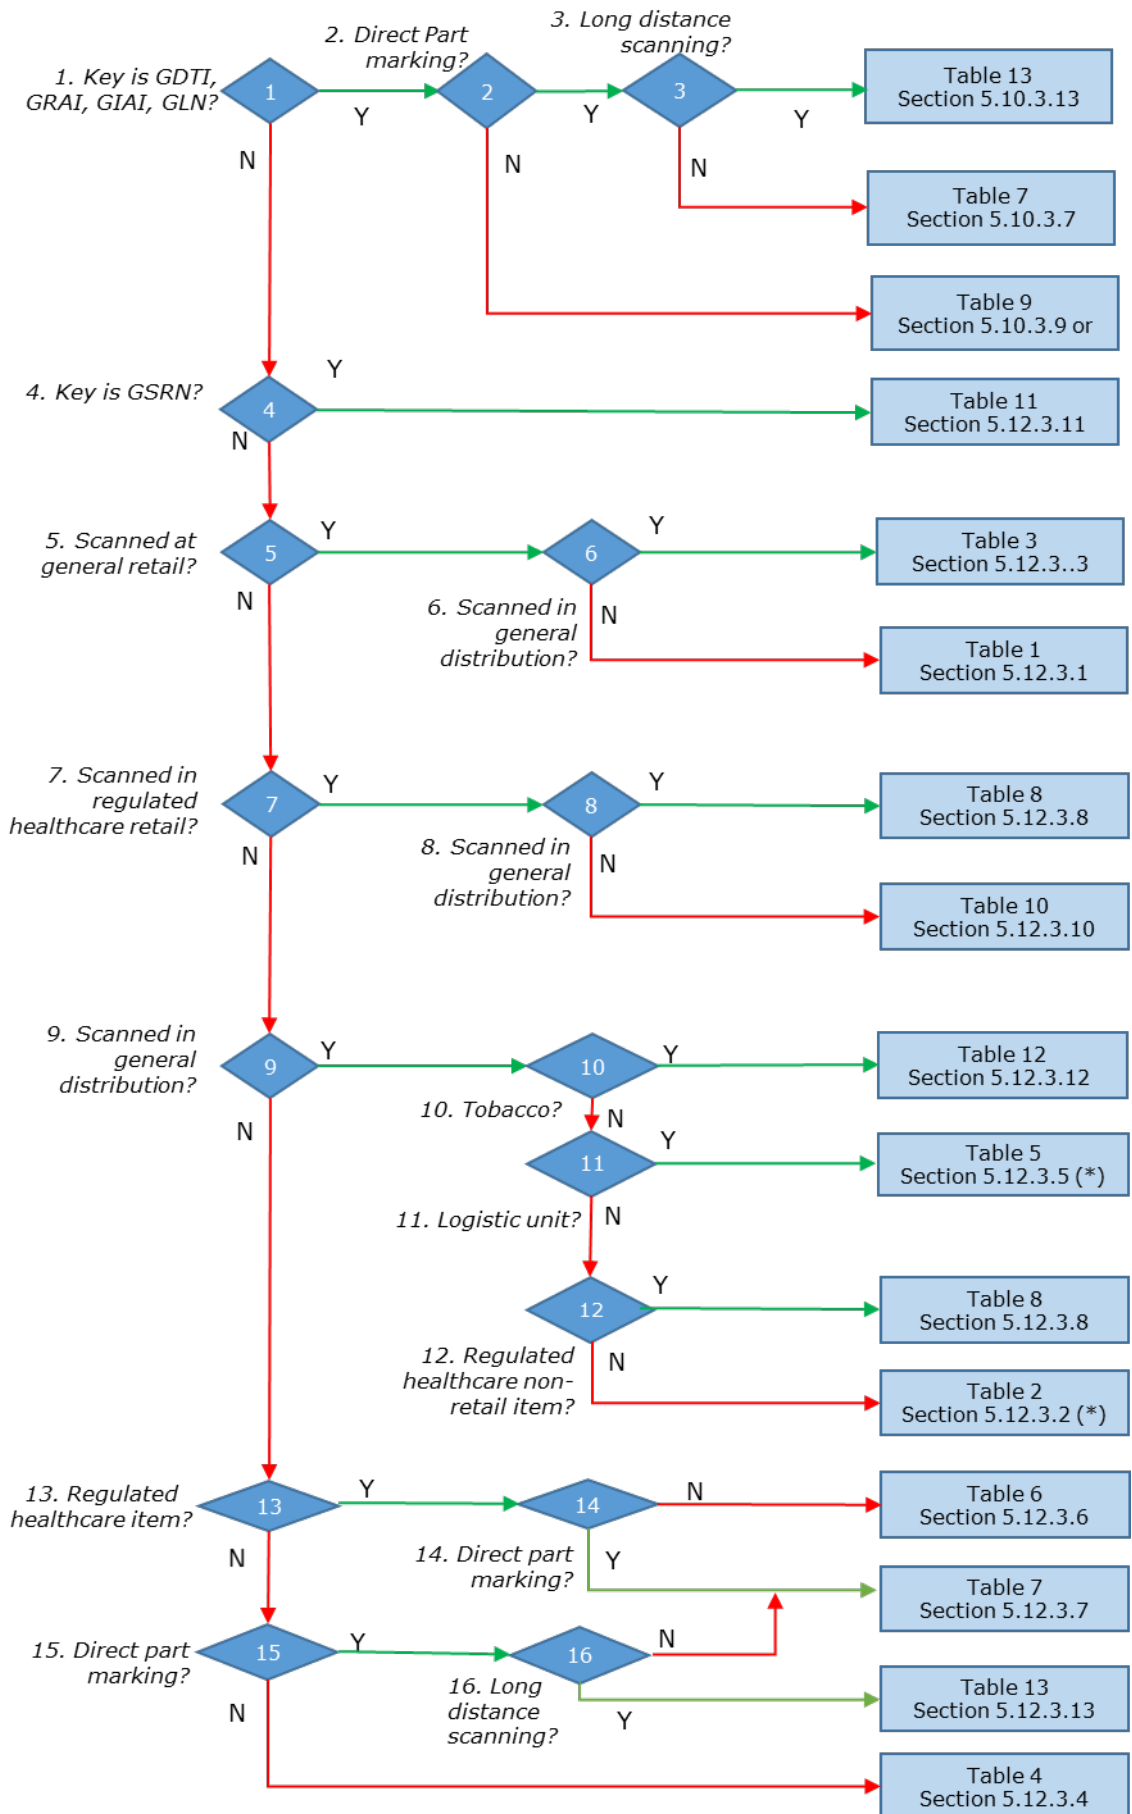 3. Long distance
scanning?
2. Direct Part
marking?
1. Key is GDTI,
GRAI, GIAI, GLN?
1
Y
2
Y
3
Y
Table 13
Section 5.10.3.13
N
N
N
Table 7
Section 5.10.3.7
Table 9
Section 5.10.3.9 or
4. Key is GSRN?
4
Y
Table 11
Section 5.12.3.11
N
5. Scanned at
general retail?
5
Y
6
Y
Table 3
Section 5.12.3..3
N
6. Scanned in
general
distribution?
N
Table 1
Section 5.12.3.1
7. Scanned in
regulated
healthcare retail?
7
Y
8
Y
Table 8
Section 5.12.3.8
N
8. Scanned in
general
distribution?
N
Table 10
Section 5.12.3.10
9. Scanned in
general
distribution?
9
Y
10
Y
Table 12
Section 5.12.3.12
N
10. Tobacco?
N
11
Y
Table 5
Section 5.12.3.5 (*)
11. Logistic unit?
N
12
Y
Table 8
Section 5.12.3.8
12. Regulated
healthcare non-
retail item?
N
Table 2
Section 5.12.3.2 (*)
13. Regulated
healthcare item?
13
Y
14
N
Table 6
Section 5.12.3.6
N
14. Direct part
marking?
Y
Table 7
Section 5.12.3.7
15. Direct part
marking?
15
Y
16
N
N
16. Long
distance
scanning?
Y
Table 13
Section 5.12.3.13
Table 4
Section 5.12.3.4